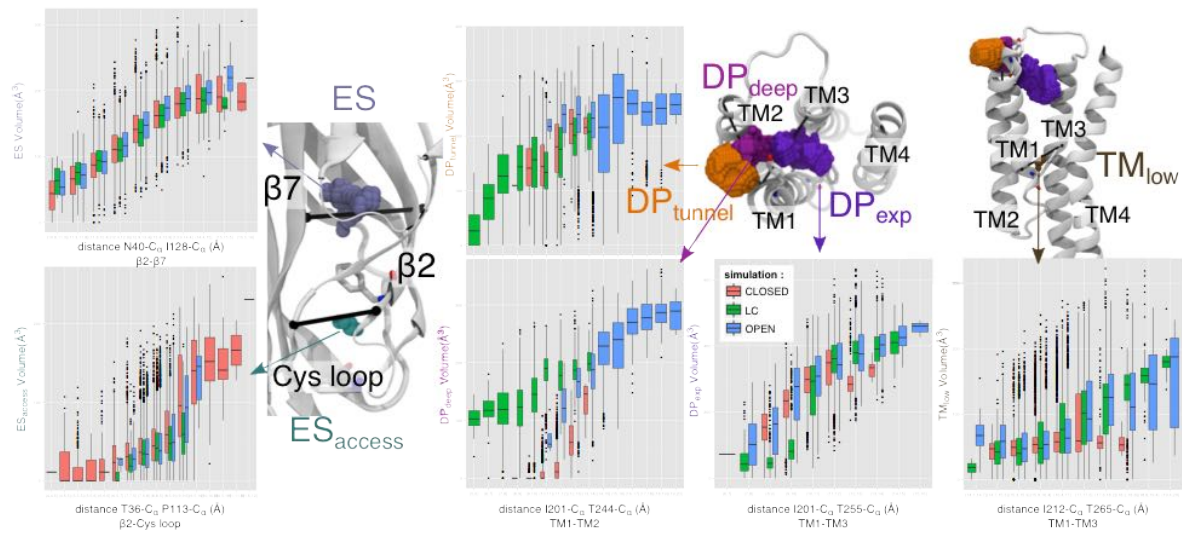 ES Volume(Å³)
distance N40-Cα I128-Cα (Å)
β2-β7
ESaccess Volume(Å³)
distance T36-Cα P113-Cα (Å)
β2-Cys loop
ES
β7
β2
Cys loop
ESaccess
DPtunnel Volume(Å³)
DPdeep Volume(Å³)
distance I201-Cα T244-Cα (Å)
TM1-TM2
DPdeep
TM2
TM3
TM4
DPtunnel
TM1
DPexp
simulation :
CLOSED
LC
OPEN
DPexp Volume(Å³)
distance I201-Cα T255-Cα (Å)
TM1-TM3
TM3
TM1
TMlow
TM2
TM4
TMlow Volume(Å³)
distance I212-Cα T265-Cα (Å)
TM1-TM3